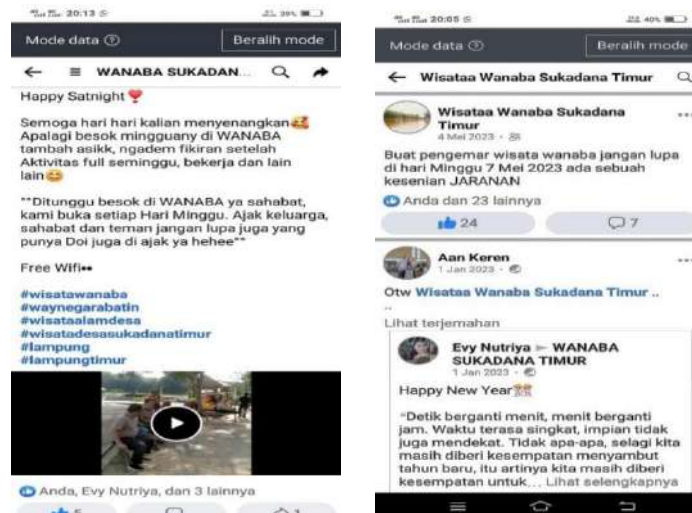 20:13
39%
Mode data
Beralih mode
WANABA SUKADAN...
Happy Satnight
Semoga hari hari kalian menyenangkan
Apalagi besok mingguany di WANABA
tambah asikk, ngadem fikiran setelah
Aktivitas full seminggu, bekerja dan lain
lain
""Ditunggu besok di WANABA ya sahabat,
kami buka setiap Hari Minggu. Ajak keluarga,
sahabat dan teman jangan lupa juga yang
punya Doi juga di ajak ya hehee""
Free Wifi
#wisatawanaba
#waynegarabatin
#wisataalamdesa
#wisatadesasukadanatimur
#lampung
#lampungtimur
Anda, Evy Nutriya, dan 3 lainnya
5
1
20:05
40%
Mode data
Beralih mode
Wisataa Wanaba Sukadana Timur
Wisataa Wanaba Sukadana
Timur
4 Mei 2023
Buat pengemar wisata wanaba jangan lupa
di hari Minggu 7 Mei 2023 ada sebuah
kesenian JARANAN
Anda dan 23 lainnya
24
7
Aan Keren
1 Jan 2023
Otw Wisataa Wanaba Sukadana Timur ..
..
Lihat terjemahan
Evy Nutriya ► WANABA
SUKADANA TIMUR
1 Jan 2023
Happy New Year
"Detik berganti menit, menit berganti
jam. Waktu terasa singkat, impian tidak
juga mendekat. Tidak apa-apa, selagi kita
masih diberi kesempatan menyambut
tahun baru, itu artinya kita masih diberi
kesempatan untuk... Lihat selengkapnya